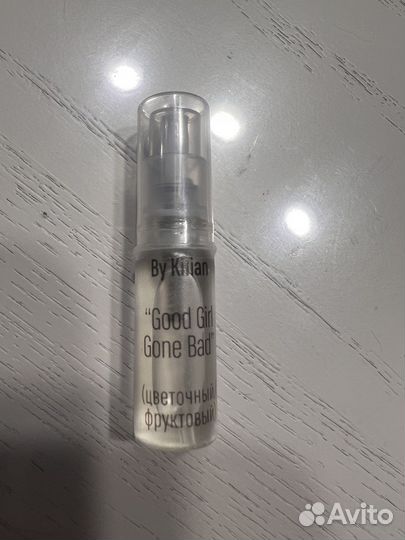 By Kilian
"Good Girl
Gone Bad"
(цветочный,
фруктовый
Avito